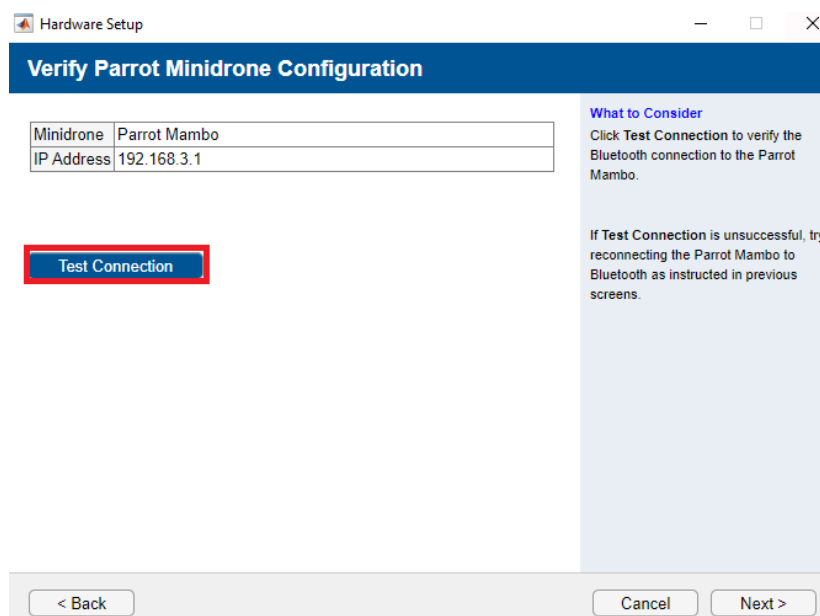 Hardware Setup
Verify Parrot Minidrone Configuration
Minidrone Parrot Mambo
IP Address 192.168.3.1
Test Connection
What to Consider
Click Test Connection to verify the
Bluetooth connection to the Parrot
Mambo.
If Test Connection is unsuccessful, try
reconnecting the Parrot Mambo to
Bluetooth as instructed in previous
screens.
< Back
Cancel
Next >